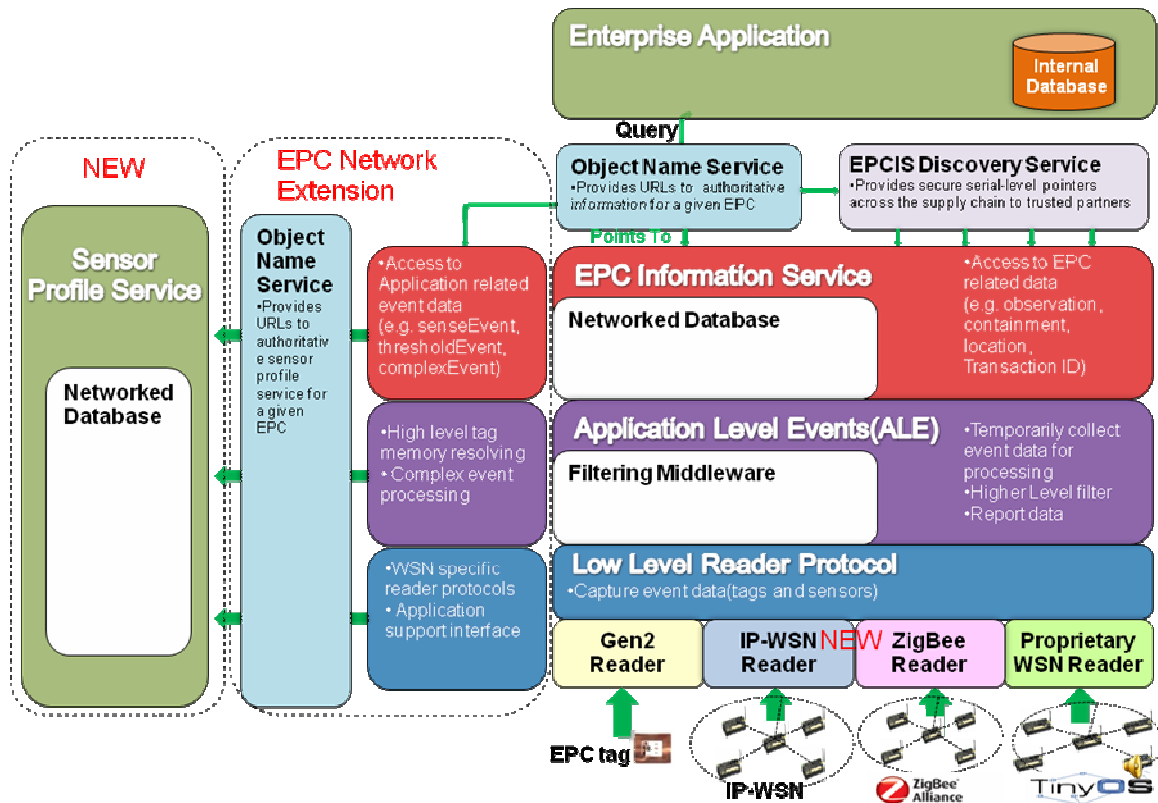 Enterprise Application
Internal
Database
Query
NEW
EPC Network
Extension
Object Name Service
•Provides URLs to authoritative
information for a given EPC
EPCIS Discovery Service
•Provides secure serial-level pointers
across the supply chain to trusted partners
Points To
Sensor
Profile Service
Networked
Database
Object
Name
Service
•Provides
URLs to
authoritativ
e sensor
profile
service for
a given
EPC
•Access to
Application related
event data
(e.g. senseEvent,
thresholdEvent,
complexEvent)
EPC Information Service
Networked Database
•Access to EPC
related data
(e.g. observation,
containment,
location,
Transaction ID)
•High level tag
memory resolving
• Complex event
processing
Application Level Events(ALE)
Filtering Middleware
•Temporarily collect
event data for
processing
•Higher Level filter
•Report data
•WSN specific
reader protocols
• Application
support interface
Low Level Reader Protocol
•Capture event data(tags and sensors)
Gen2
Reader
IP-WSN
Reader
NEW
ZigBee
Reader
Proprietary
WSN Reader
EPC tag
IP-WSN
ZigBee
Alliance
TinyOS